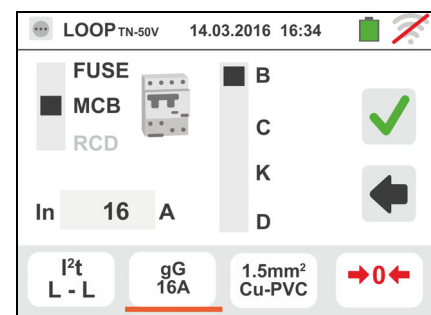 LOOP TN-50V 14.03.2016 16:34
FUSE
MCB
RCD
B
C
K
D
In 16 A
I²t
L - L
gG
16A
1.5mm²
Cu-PVC
0